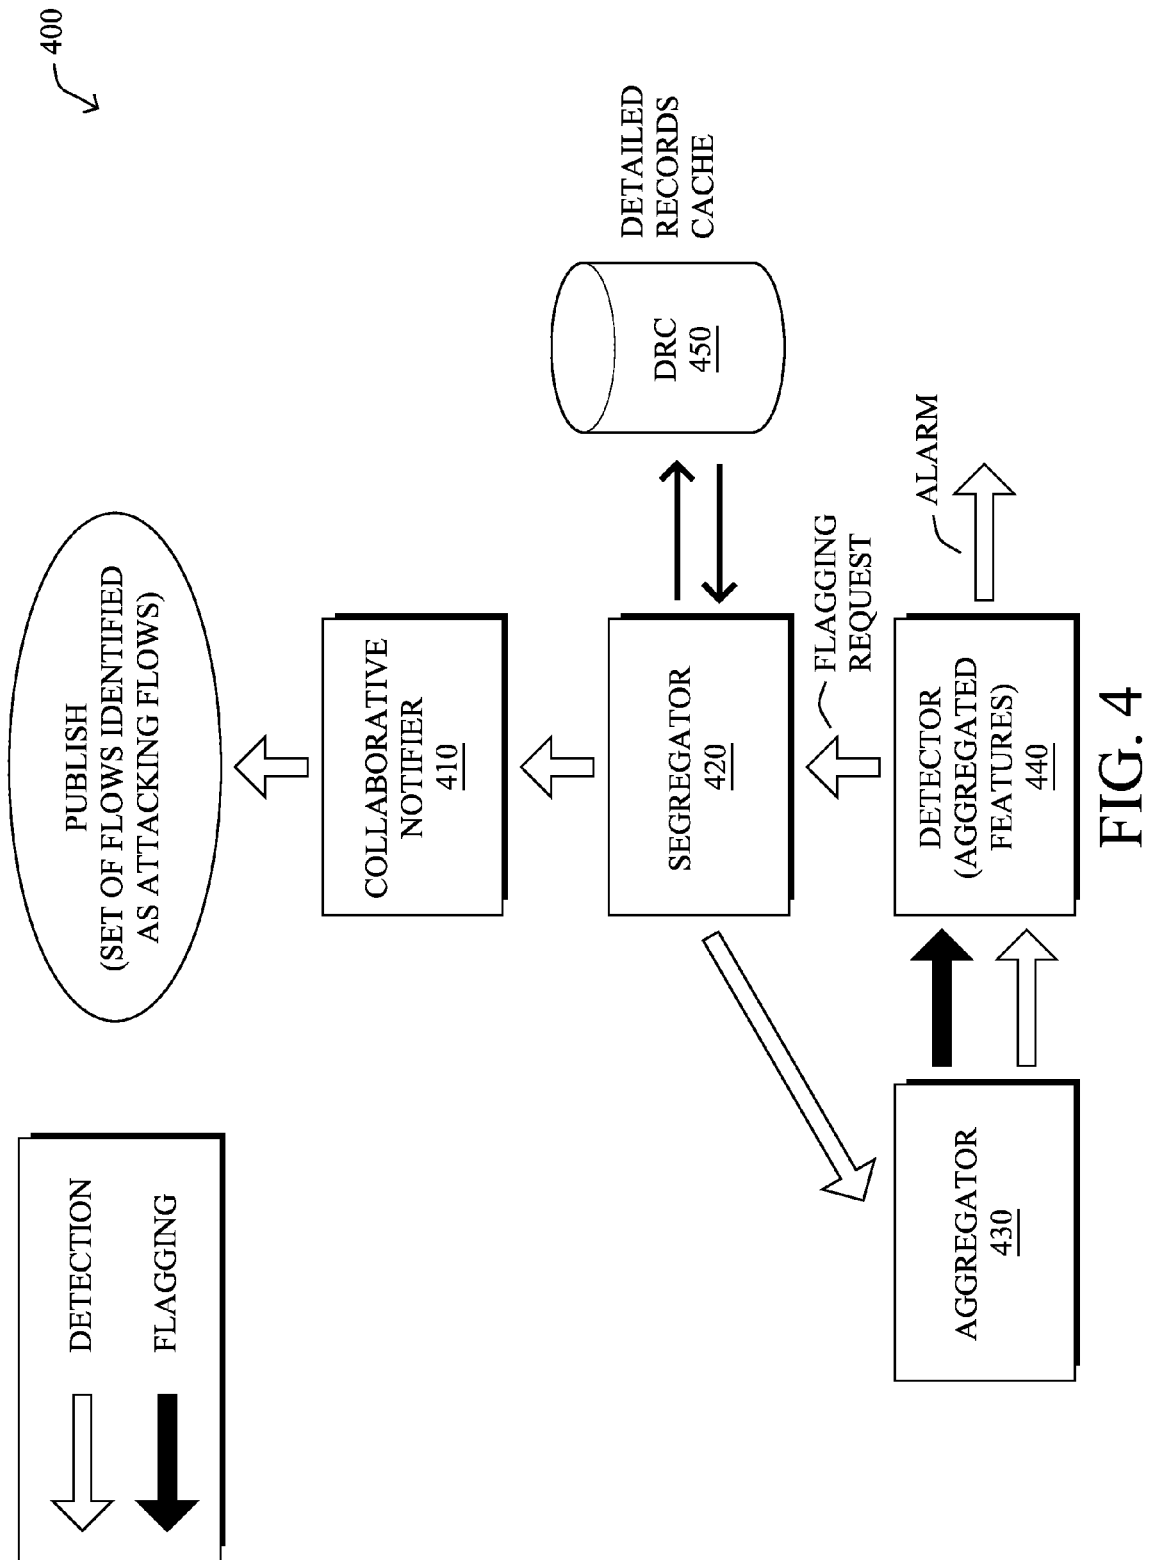 400
DETECTION
FLAGGING
PUBLISH
(SET OF FLOWS IDENTIFIED
AS ATTACKING FLOWS)
COLLABORATIVE
NOTIFIER
410
SEGREGATOR
420
DETAILED
RECORDS
CACHE
DRC
450
FLAGGING
REQUEST
ALARM
AGGREGATOR
430
DETECTOR
(AGGREGATED
FEATURES)
440
FIG. 4